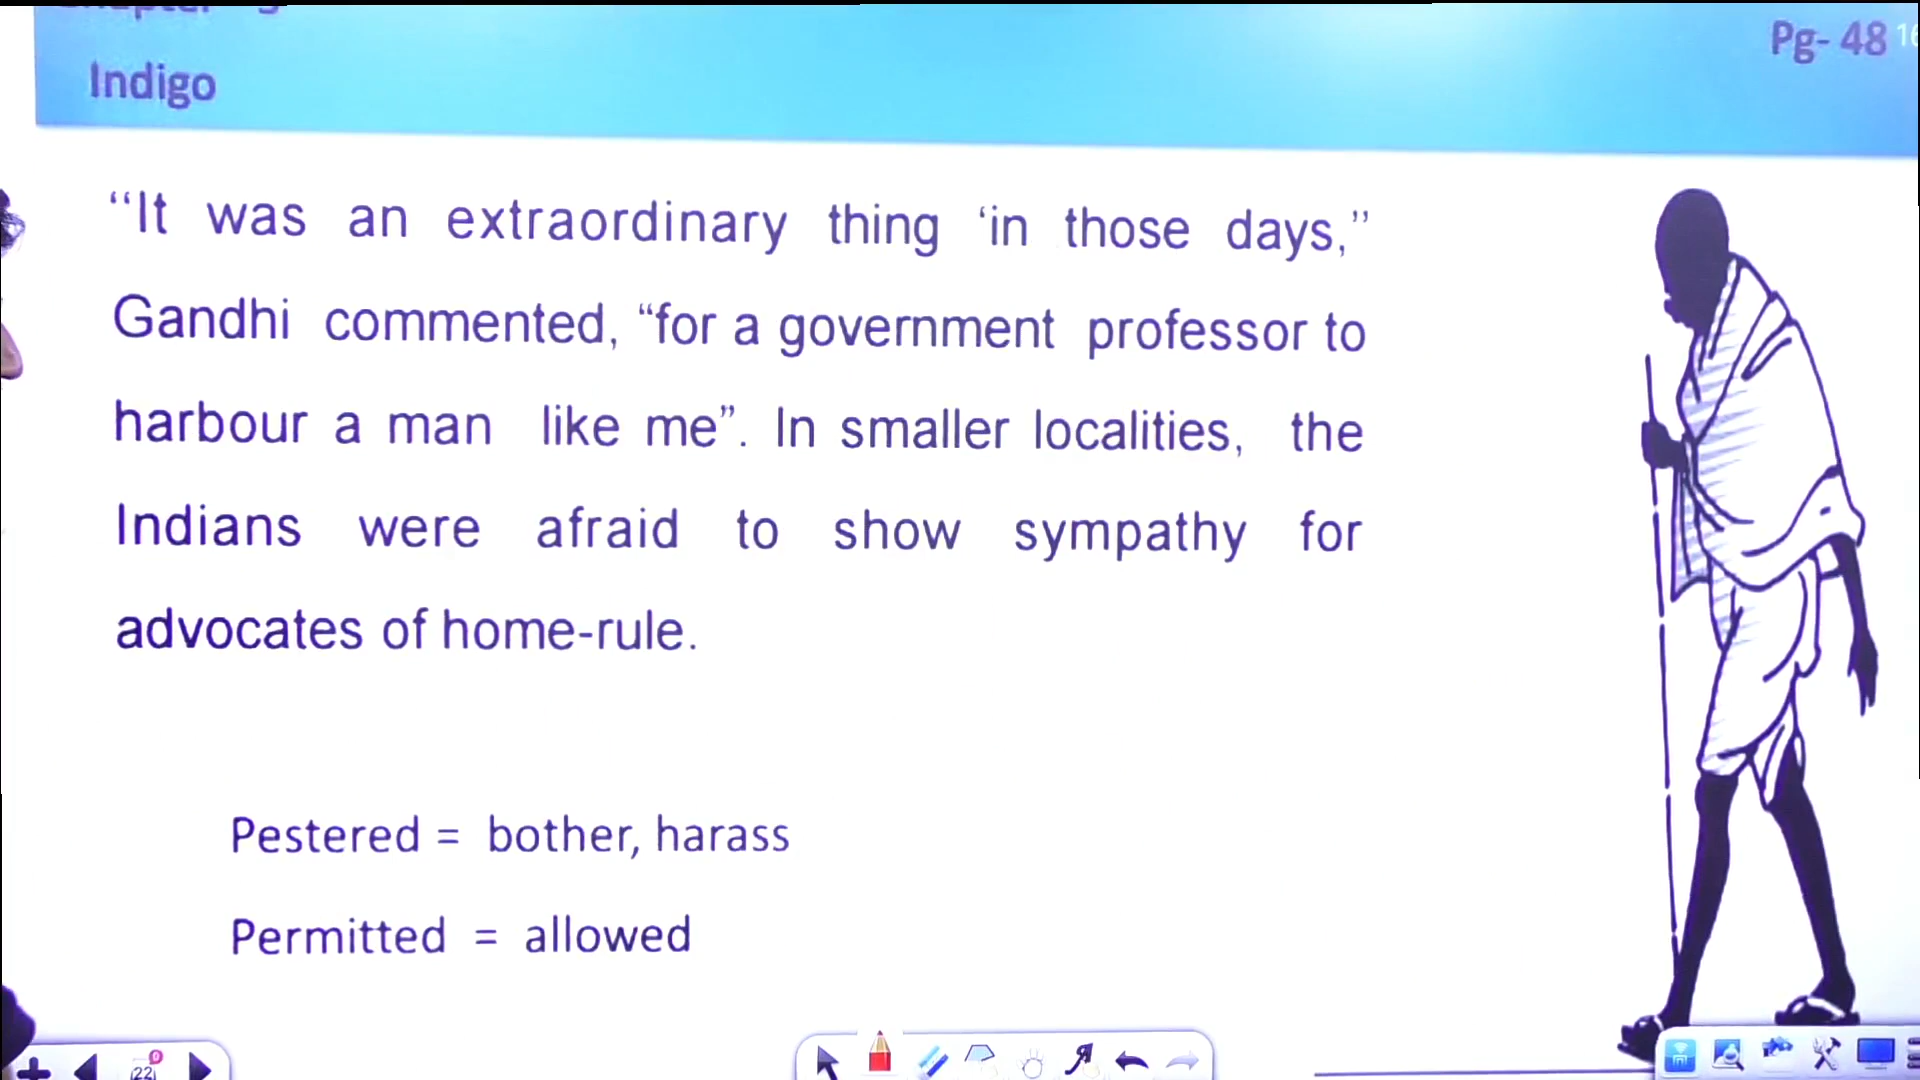 Pg- 48
Indigo
“It was an extraordinary thing ‘in those days,”
Gandhi commented, “for a government professor to
harbour a man like me”. In smaller localities, the
Indians were afraid to show sympathy for
advocates of home-rule.
Pestered = bother, harass
Permitted = allowed
22